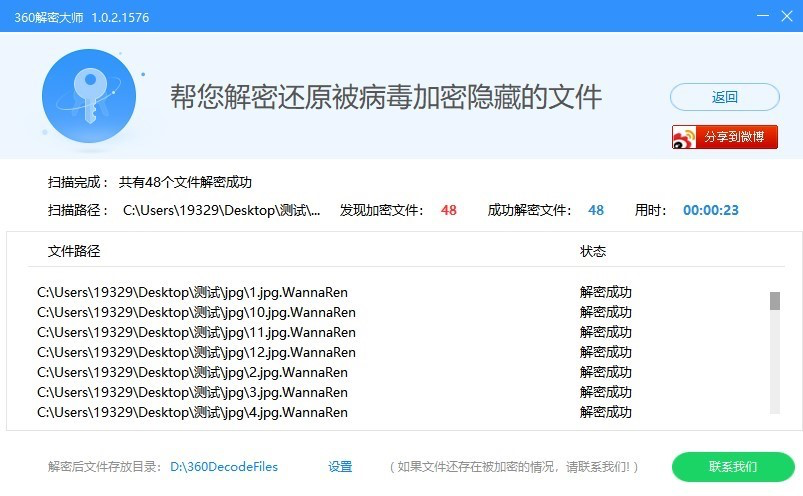 360解密大师 1.0.2.1576
帮您解密还原被病毒加密隐藏的文件
返回
分享到微博
扫描完成： 共有48个文件解密成功
扫描路径： C:\Users\19329\Desktop\测试\... 发现加密文件： 48 成功解密文件： 48 用时： 00:00:23
文件路径 状态
C:\Users\19329\Desktop\测试\jpg\1.jpg.WannaRen 解密成功
C:\Users\19329\Desktop\测试\jpg\10.jpg.WannaRen 解密成功
C:\Users\19329\Desktop\测试\jpg\11.jpg.WannaRen 解密成功
C:\Users\19329\Desktop\测试\jpg\12.jpg.WannaRen 解密成功
C:\Users\19329\Desktop\测试\jpg\2.jpg.WannaRen 解密成功
C:\Users\19329\Desktop\测试\jpg\3.jpg.WannaRen 解密成功
C:\Users\19329\Desktop\测试\jpg\4.jpg.WannaRen 解密成功
解密后文件存放目录： D:\360DecodeFiles 设置 （如果文件还存在被加密的情况，请联系我们！） 联系我们